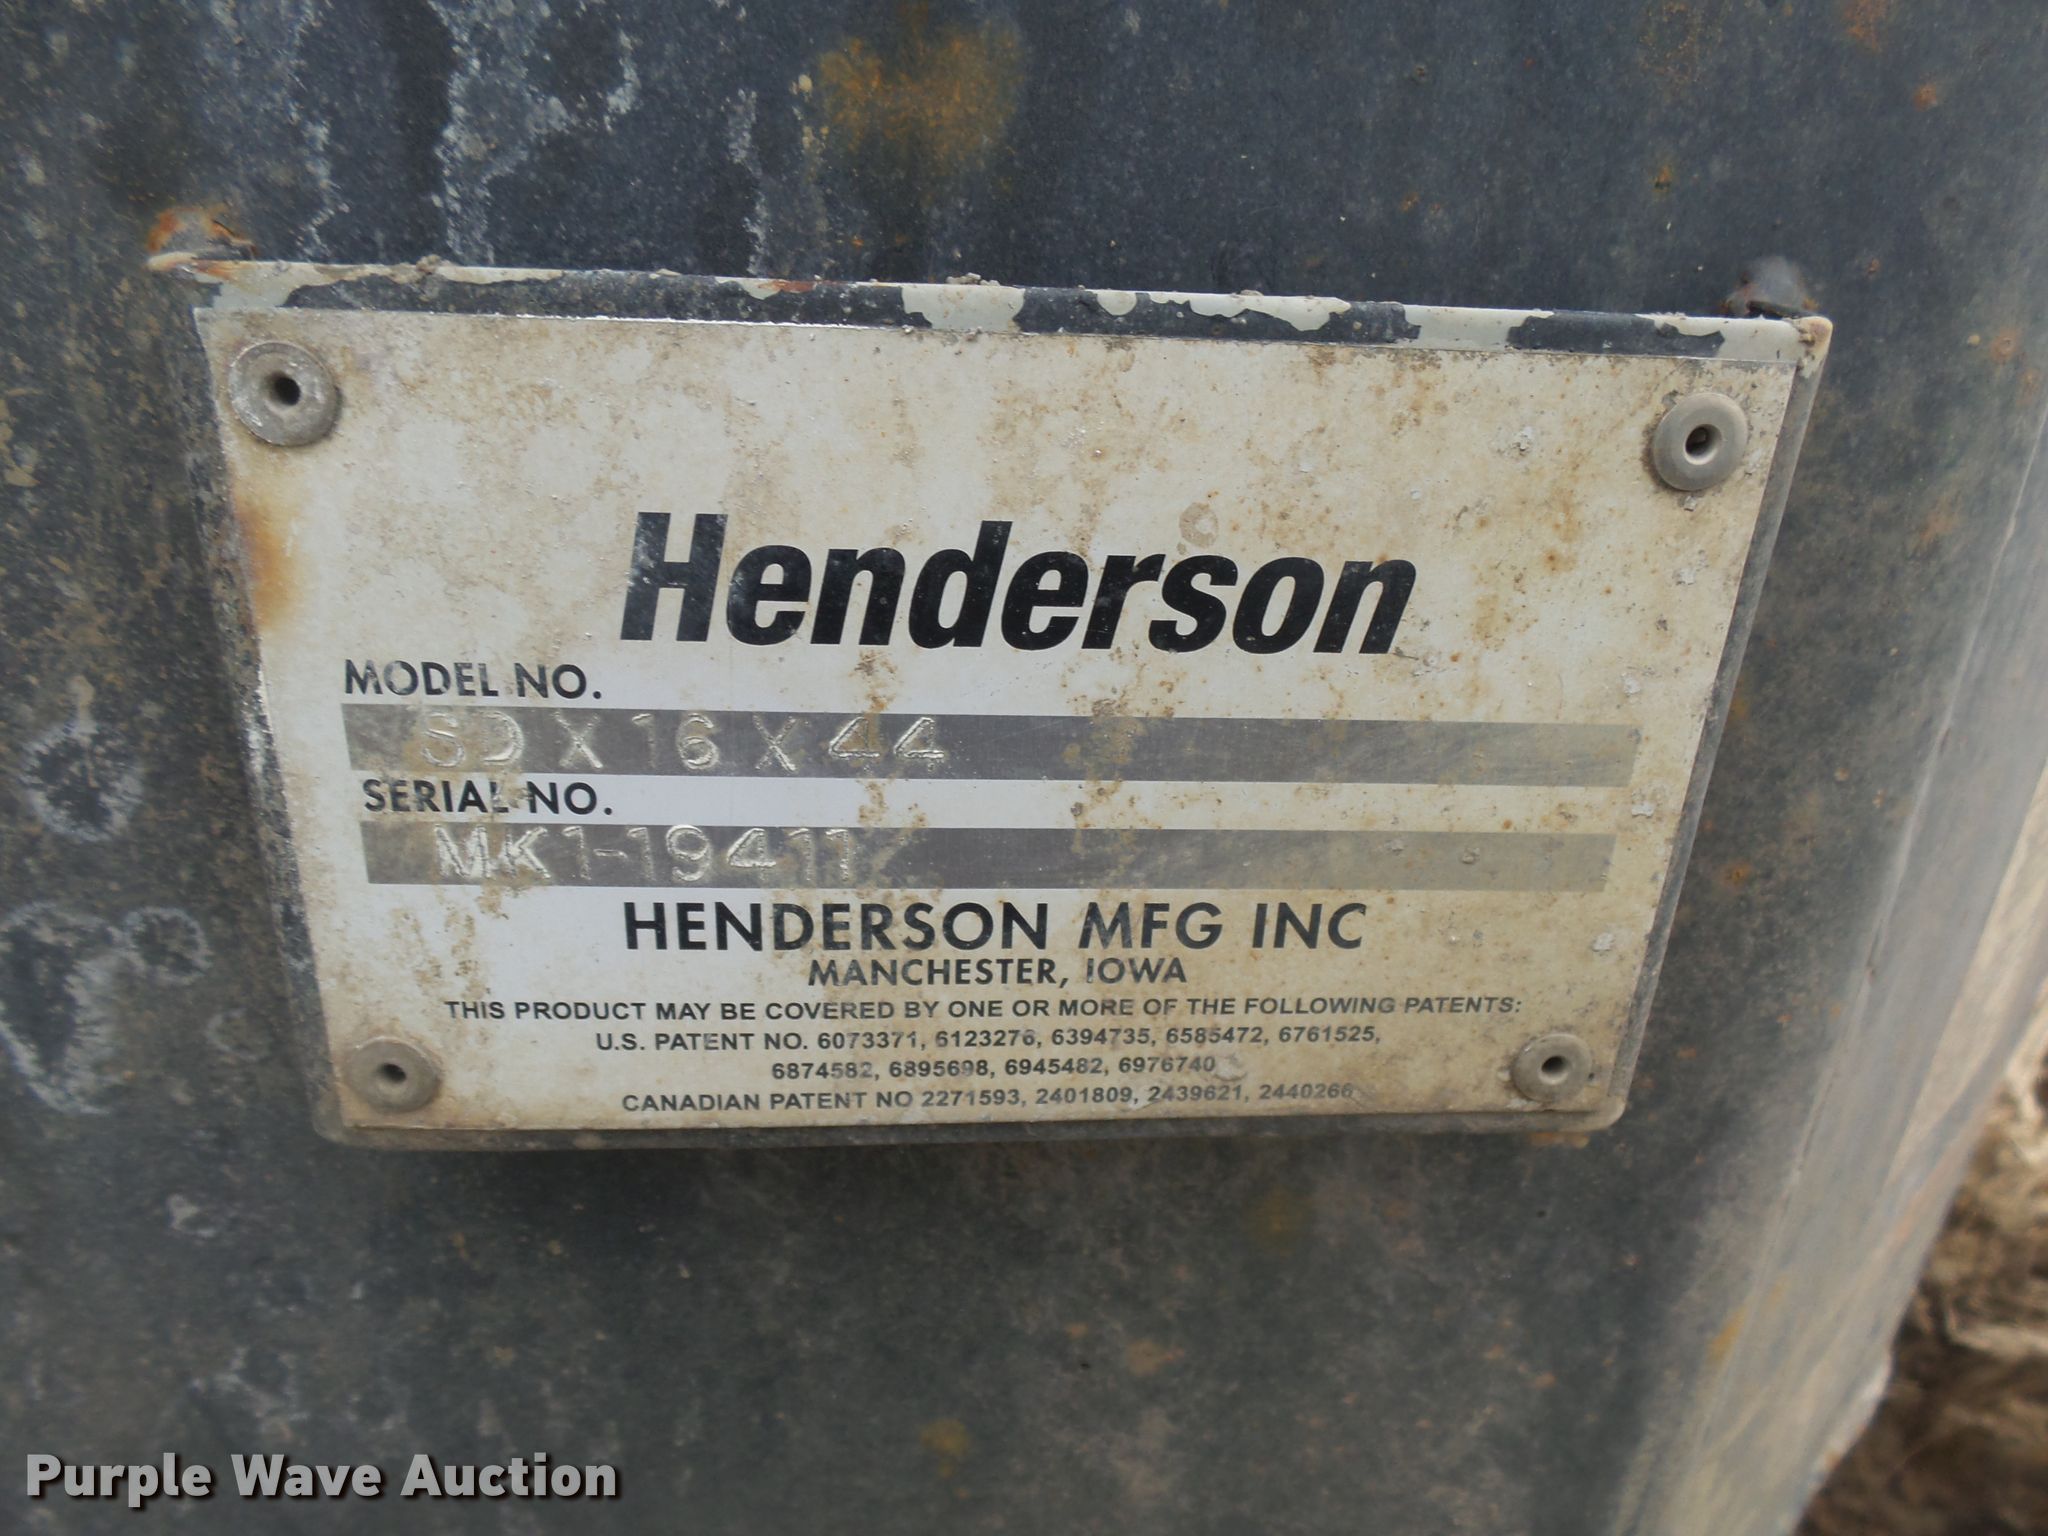 Henderson
MODEL NO.
SD X 16 X 44
SERIAL NO.
MK1-19411
HENDERSON MFG INC
MANCHESTER, IOWA
THIS PRODUCT MAY BE COVERED BY ONE OR MORE OF THE FOLLOWING PATENTS:
U.S. PATENT NO. 6073371, 6123276, 6394735, 6585472, 6761525,
6874582, 6895698, 6945482, 6976740
CANADIAN PATENT NO 2271593, 2401809, 2439621, 2440266
Purple Wave Auction